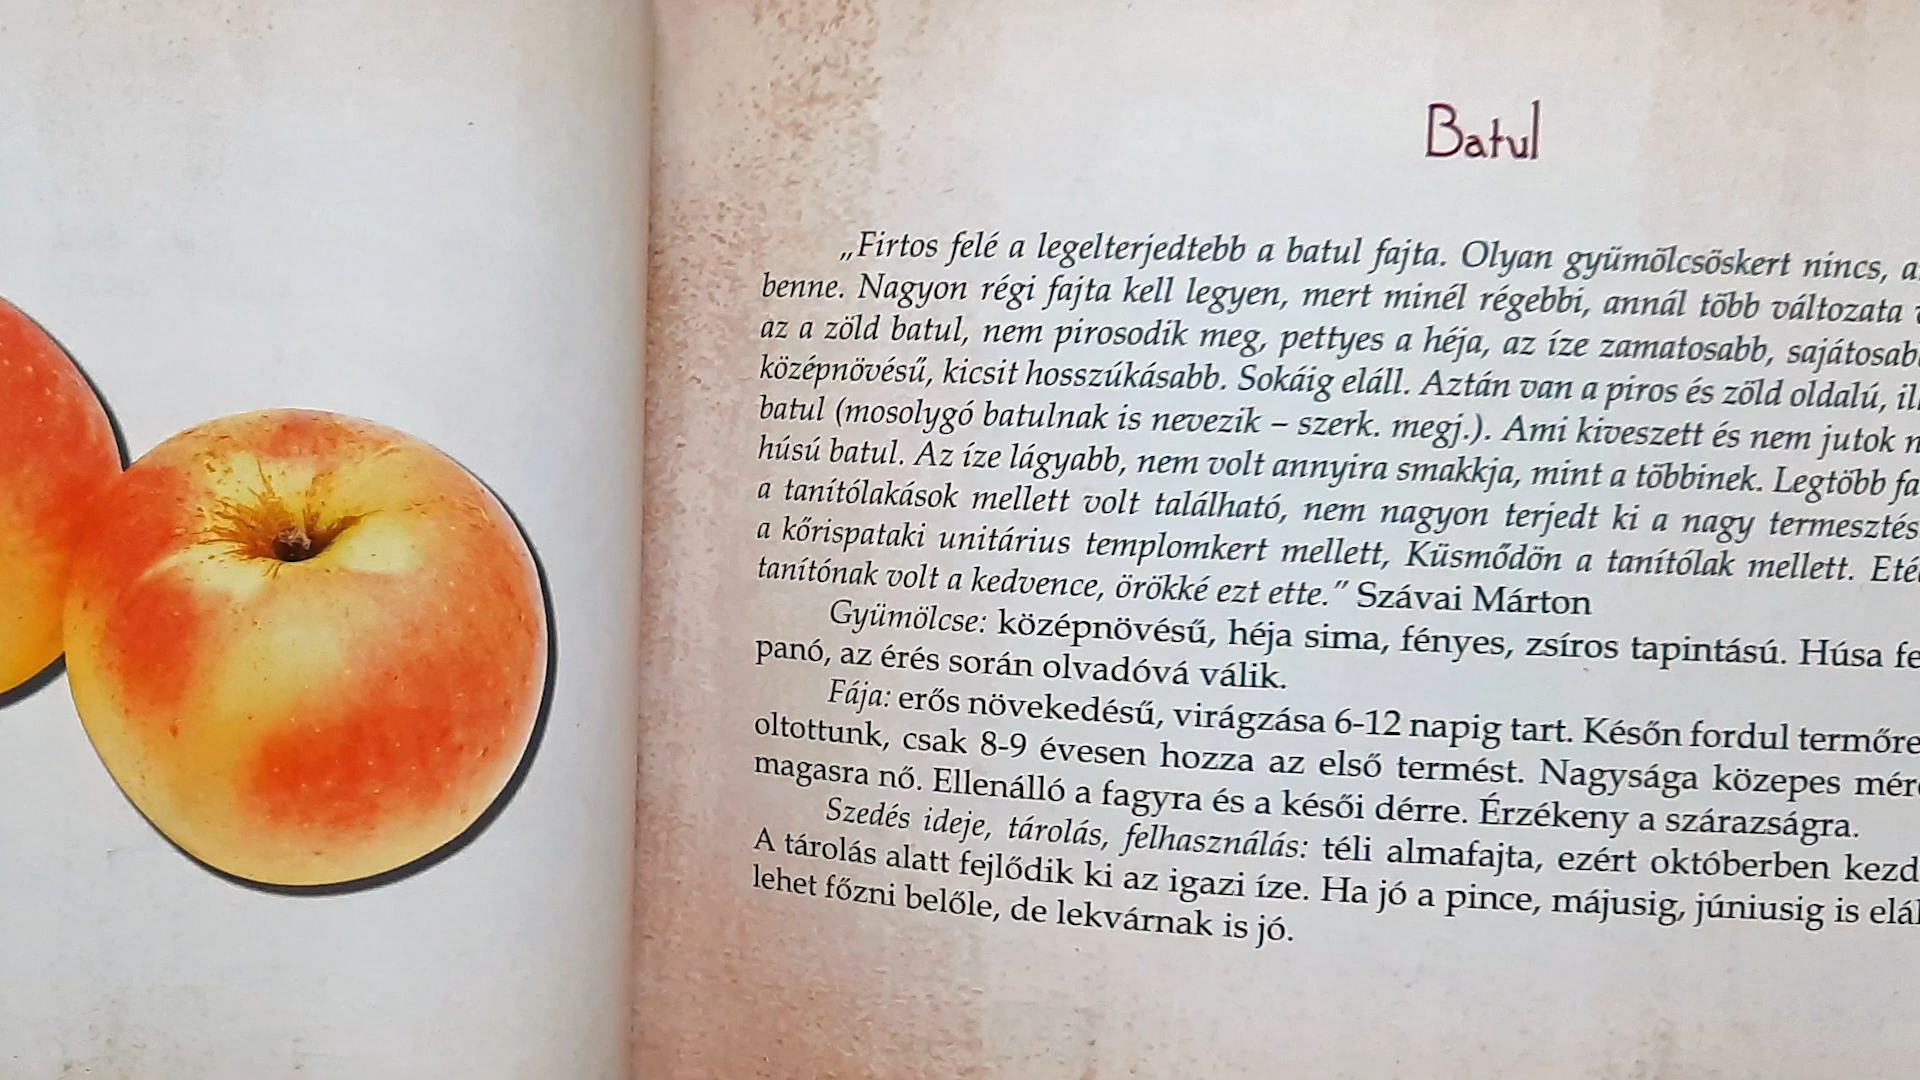 Batul
„Firtos felé a legelterjedtebb a batul fajta. Olyan gyümölcsöskert nincs,
benne. Nagyon régi fajta kell legyen, mert minél régebbi, annál több változata
az a zöld batul, nem pirosodik meg, pettyes a héja, az íze zamatosabb,
középnövésű, kicsit hosszúkásabb. Sokáig eláll. Aztán van a piros és zöld oldalú,
batul (mosolygó batulnak is nevezik – szerk. megj.). Ami kiveszett és nem jutok
húsú batul. Az íze lágyabb, nem volt annyira smakkja, mint a többinek. Legtöbb
a tanítólakások mellett volt található, nem nagyon terjedt ki a nagy
a kőrispataki unitárius templomkert mellett, Küsmődön a tanítólak mellett.
tanítónak volt a kedvence, örökké ezt ette.” Szávai Márton
Gyümölcse: középnövésű, héja sima, fényes, zsíros tapintású. Húsa
panó, az érés során olvadóvá válik.
Fája: erős növekedésű, virágzása 6-12 napig tart. Későn fordul termőre
oltottunk, csak 8-9 évesen hozza az első termést. Nagysága közepes
magasra nő. Ellenálló a fagyra és a késői dérre. Érzékeny a szárazságra.
Szedés ideje, tárolás, felhasználás: téli almafajta, ezért októberben
A tárolás alatt fejlődik ki az igazi íze. Ha jó a pince, májusig, júniusig is
lehet főzni belőle, de lekvárnak is jó.